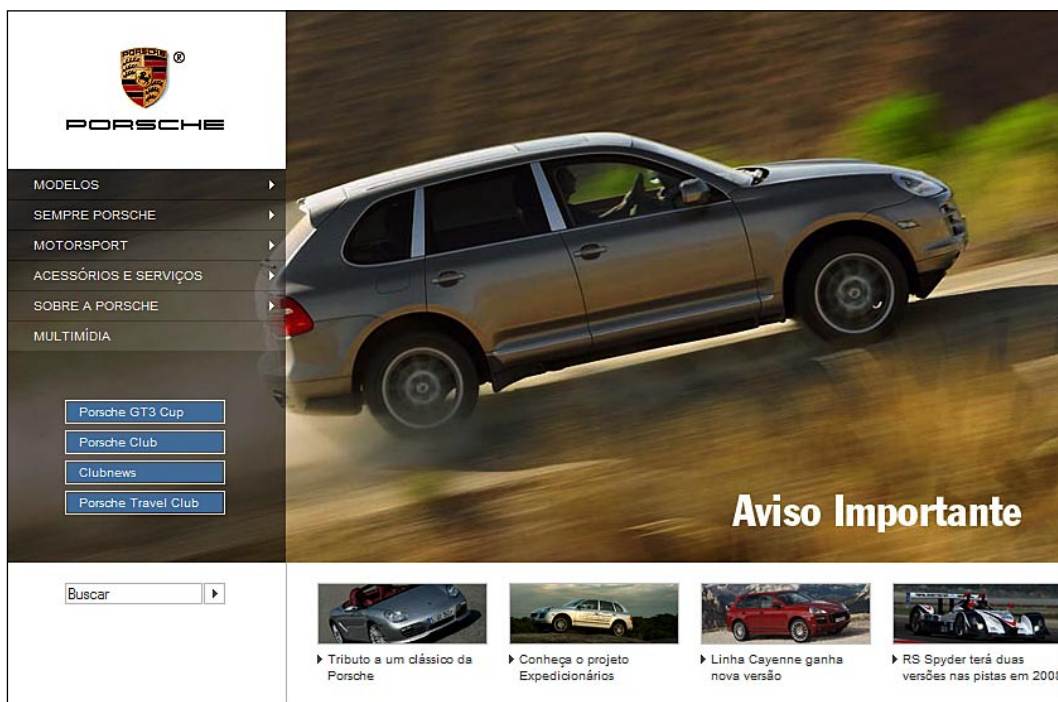 PORSCHE
®
PORSCHE
MODELOS
SEMPRE PORSCHE
MOTORSPORT
ACESSÓRIOS E SERVIÇOS
SOBRE A PORSCHE
MULTIMÍDIA
Porsche GT3 Cup
Porsche Club
Clubnews
Porsche Travel Club
Aviso Importante
Buscar
Tributo a um clássico da
Porsche
Conheça o projeto
Expedicionários
Linha Cayenne ganha
nova versão
RS Spyder terá duas
versões nas pistas em 2008